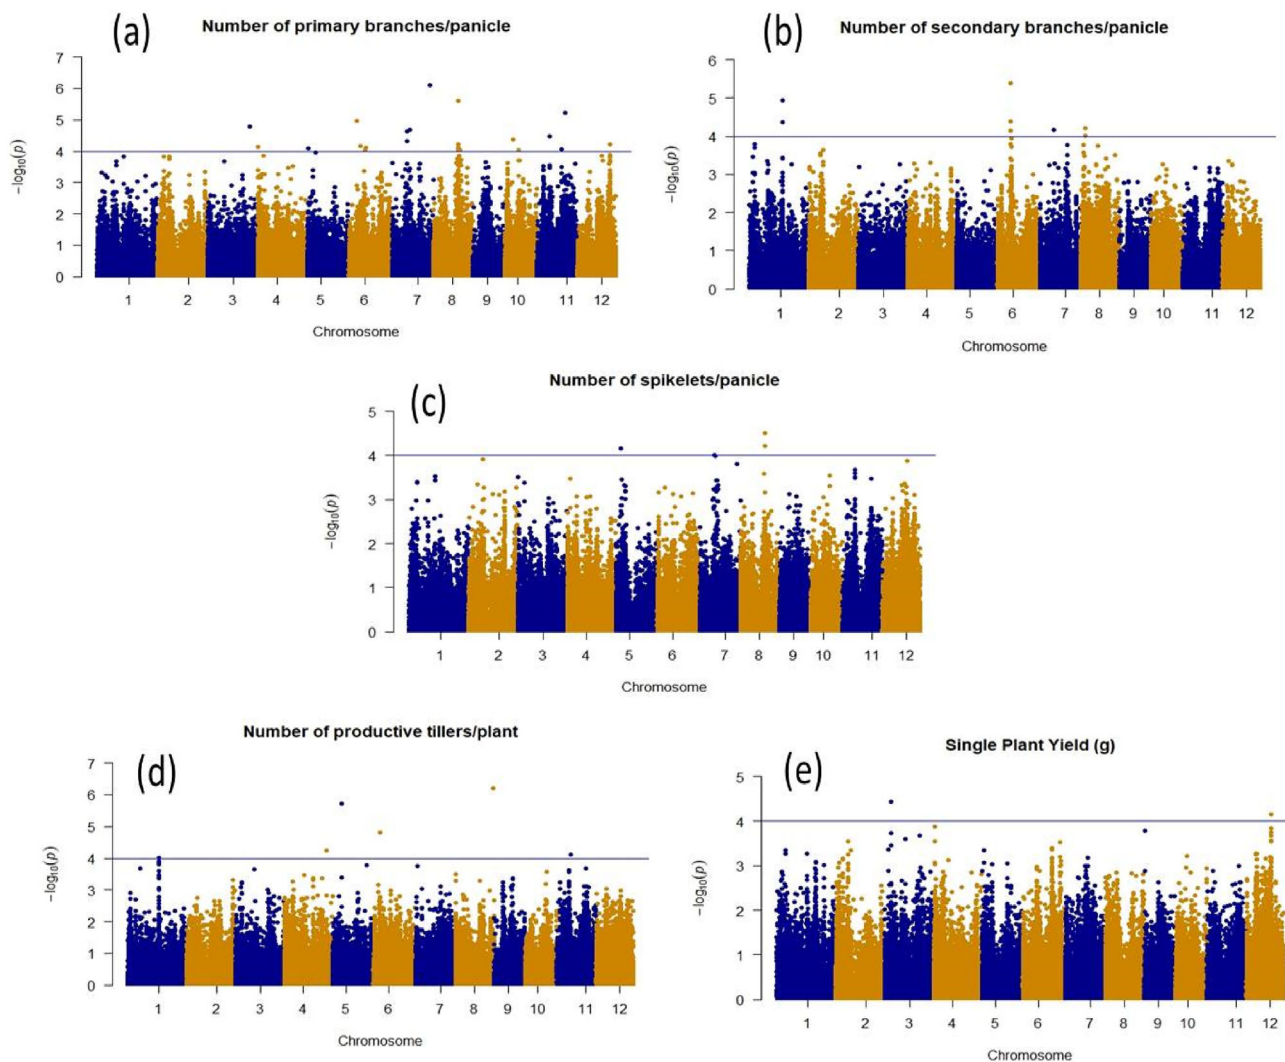 (a)
Number of primary branches/panicle
7
6
5
4
3
2
1
0
−log₁₀(p)
1 2 3 4 5 6 7 8 9 10 11 12
Chromosome
(b)
Number of secondary branches/panicle
6
5
4
3
2
1
0
−log₁₀(p)
1 2 3 4 5 6 7 8 9 10 11 12
Chromosome
(c)
Number of spikelets/panicle
5
4
3
2
1
0
−log₁₀(p)
1 2 3 4 5 6 7 8 9 10 11 12
Chromosome
(d)
Number of productive tillers/plant
7
6
5
4
3
2
1
0
−log₁₀(p)
1 2 3 4 5 6 7 8 9 10 11 12
Chromosome
(e)
Single Plant Yield (g)
5
4
3
2
1
0
−log₁₀(p)
1 2 3 4 5 6 7 8 9 10 11 12
Chromosome